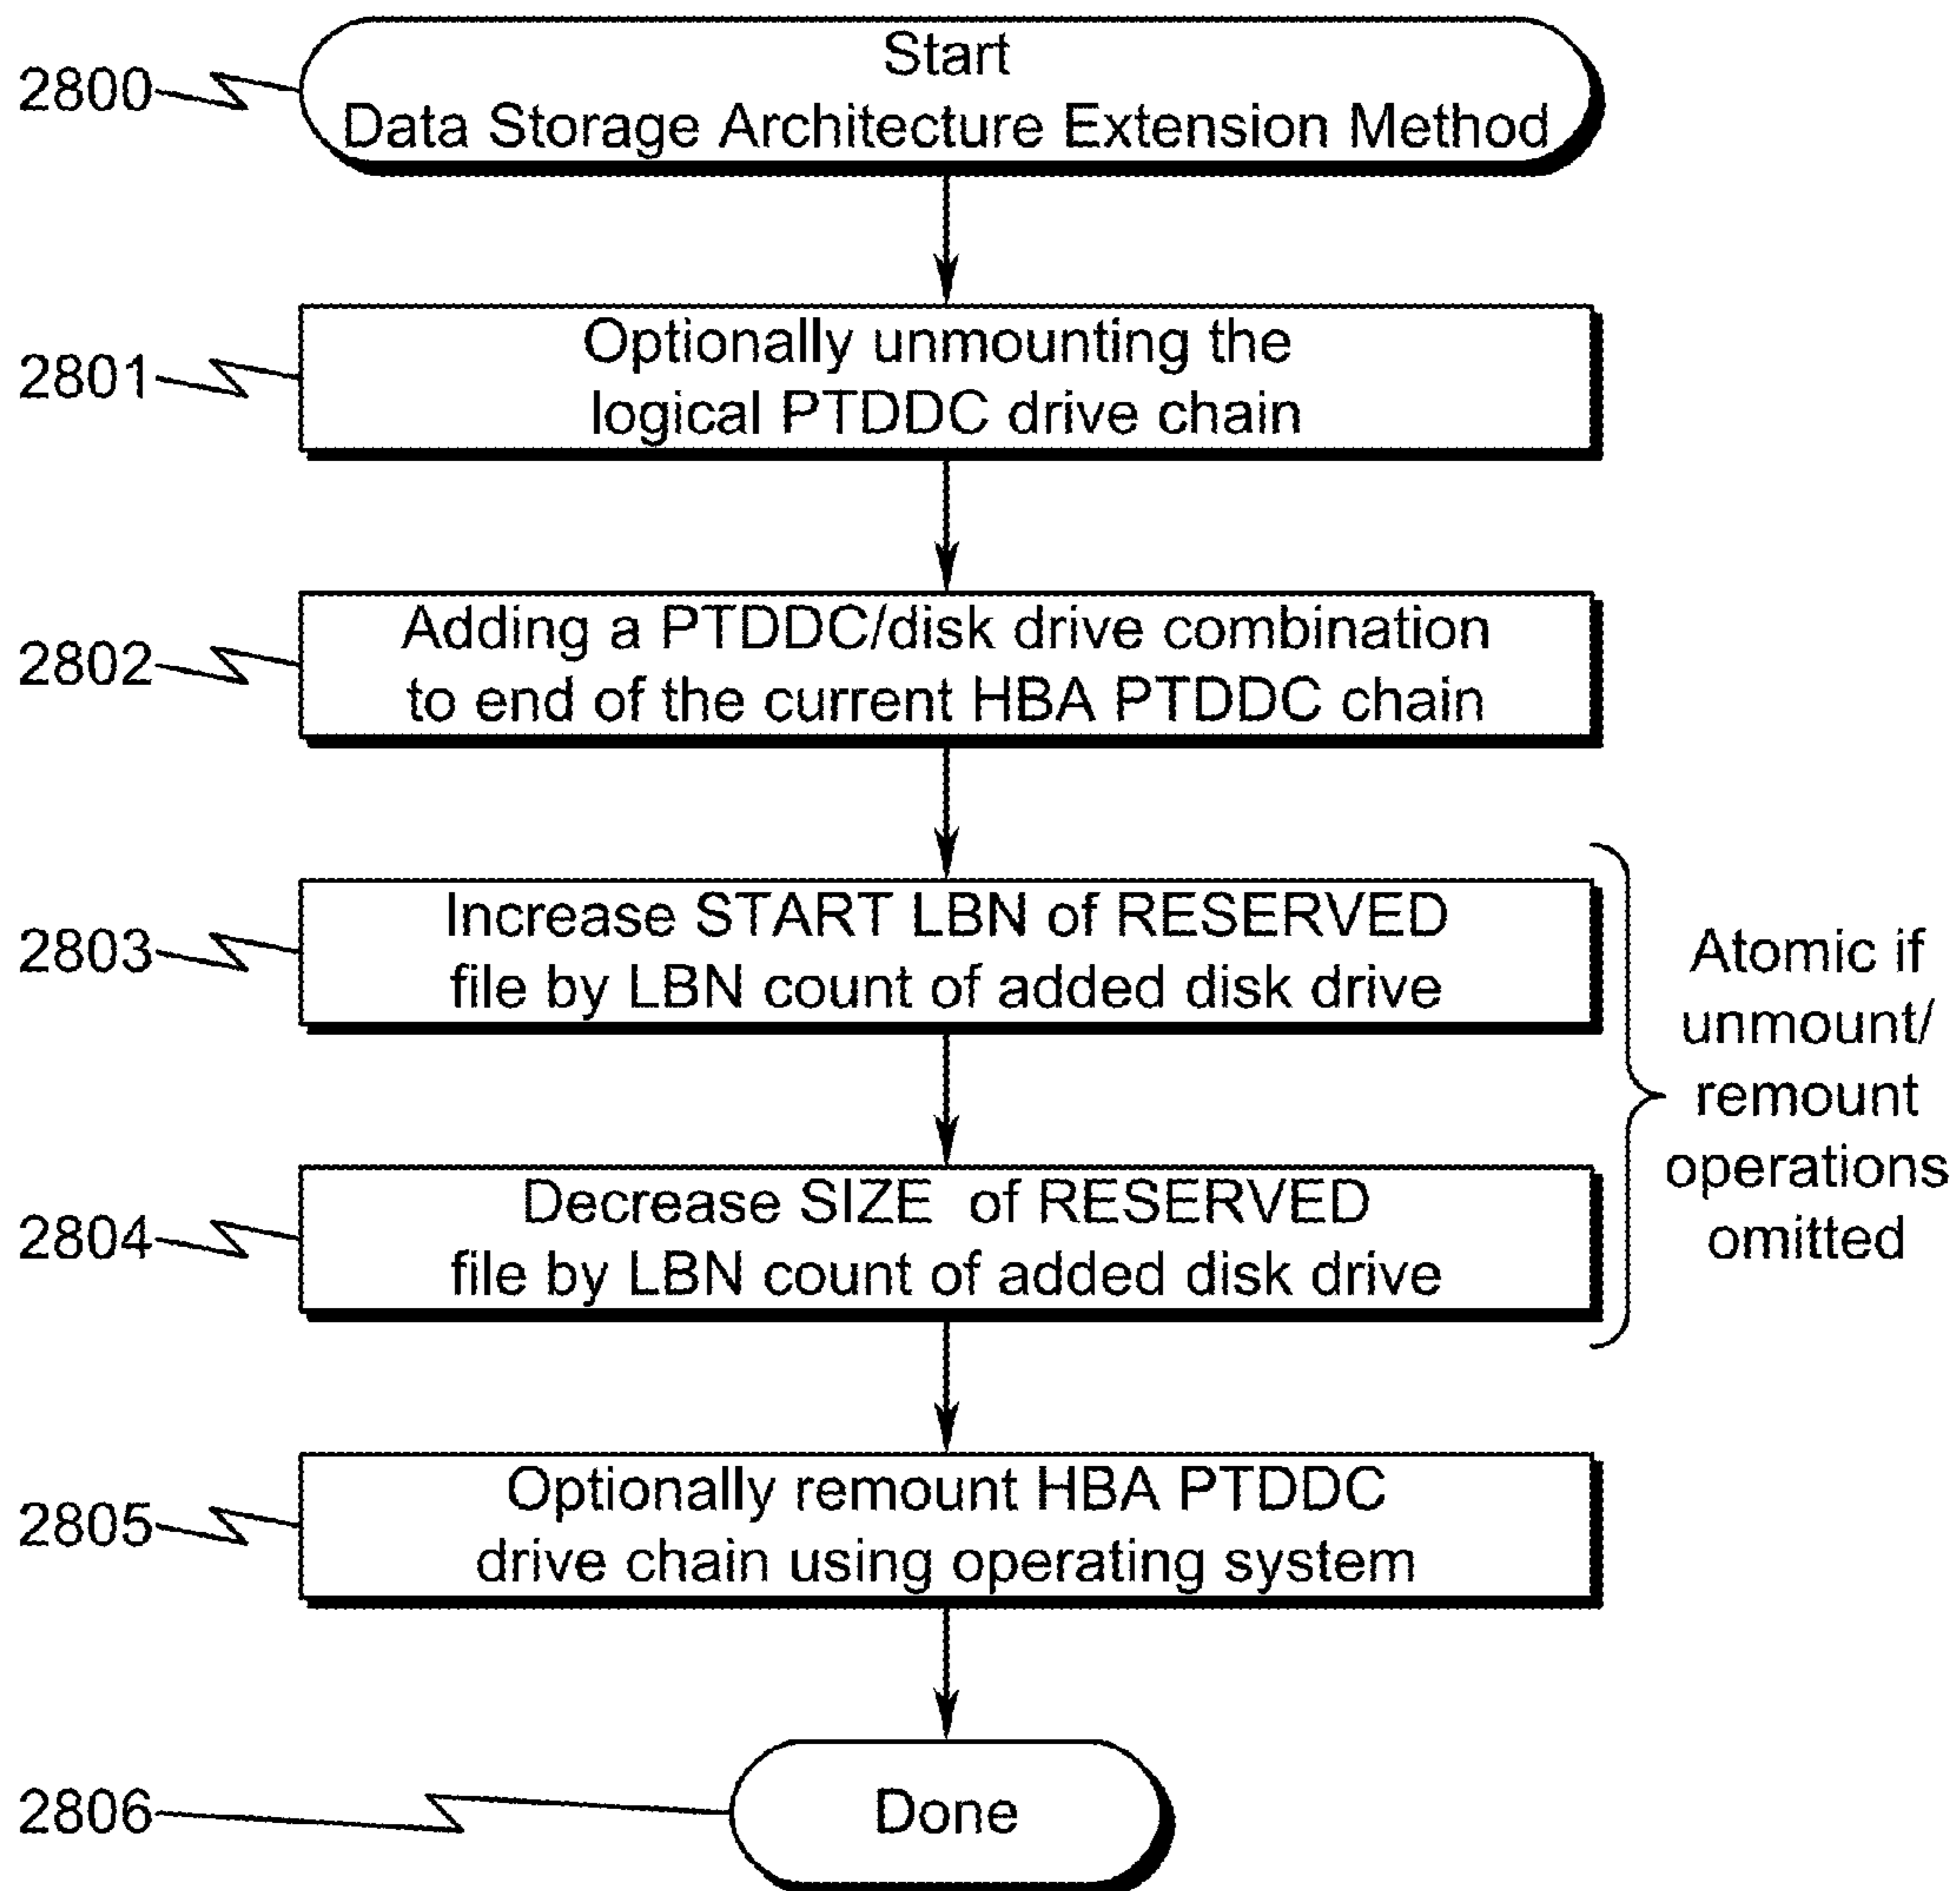 2800
Start
Data Storage Architecture Extension Method
2801
Optionally unmounting the
logical PTDDC drive chain
2802
Adding a PTDDC/disk drive combination
to end of the current HBA PTDDC chain
2803
Increase START LBN of RESERVED
file by LBN count of added disk drive
2804
Decrease SIZE of RESERVED
file by LBN count of added disk drive
Atomic if
unmount/
remount
operations
omitted
2805
Optionally remount HBA PTDDC
drive chain using operating system
2806
Done